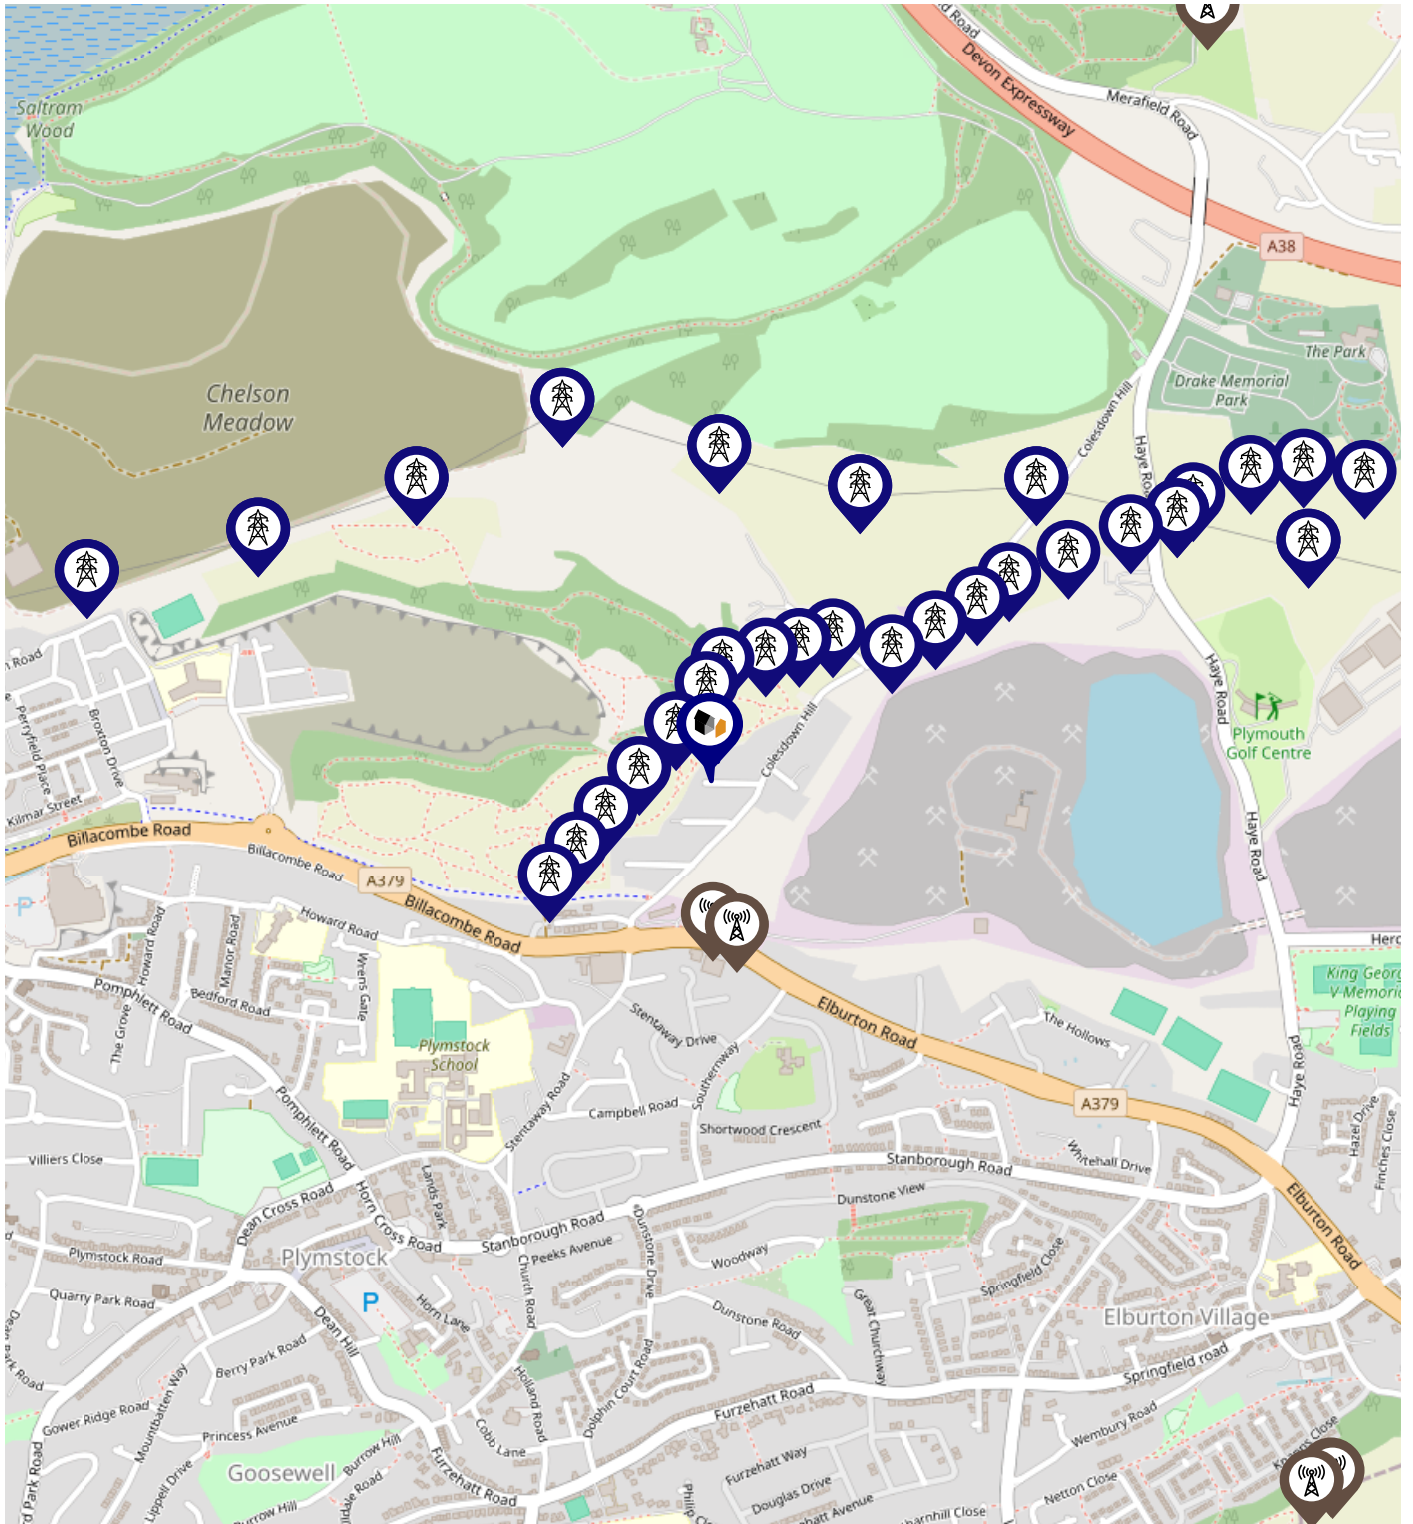 Devon Expressway
Merafield Road
Saltram
Wood
A38
The Park
Drake Memorial
Park
Chelson
Meadow
Colesdown Hill
Haye Road
Haye Road
Plymouth
Golf Centre
Colesdown Hill
Broxton Drive
Perryfield Place
Kilmar Street
Billacombe Road
Billacombe Road
A379
Billacombe Road
Haye Road
P
Howard Road
Howard Road
Manor Road
Wrens Gate
Bedford Road
Pomphlett Road
The Grove
King Georg
V Memoria
Playing
Fields
Elburton Road
The Hollows
Stentaway Drive
Plymstock
School
Southernway
Haye Road
A379
Campbell Road
Shortwood Crescent
Stentaway Road
Pomphlett Road
Hazel Drive
Finches Close
Whitehall Drive
Stanborough Road
Villiers Close
Lands Park
Dean Cross Road
Horn Cross Road
Dunstone View
Stanborough Road
Elburton Road
Plymstock Road
Plymstock
Peeks Avenue
Woodway
Dunstone Drive
Springfield Close
Church Road
Quarry Park Road
P
Horn Lane
Dean Hill
Dunstone Road
Great Churchway
Elburton Village
Berry Park Road
Springfield road
Holland Road
Dolphin Court Road
Furzehatt Road
Mountbatten Way
Gower Ridge Road
Princess Avenue
Cobb Lane
Wembury Road
Goosewell
Burrow Hill
Furzehatt Road
Furzehatt Way
Lippell Drive
Douglas Drive
Netton Close
Burrow Hill